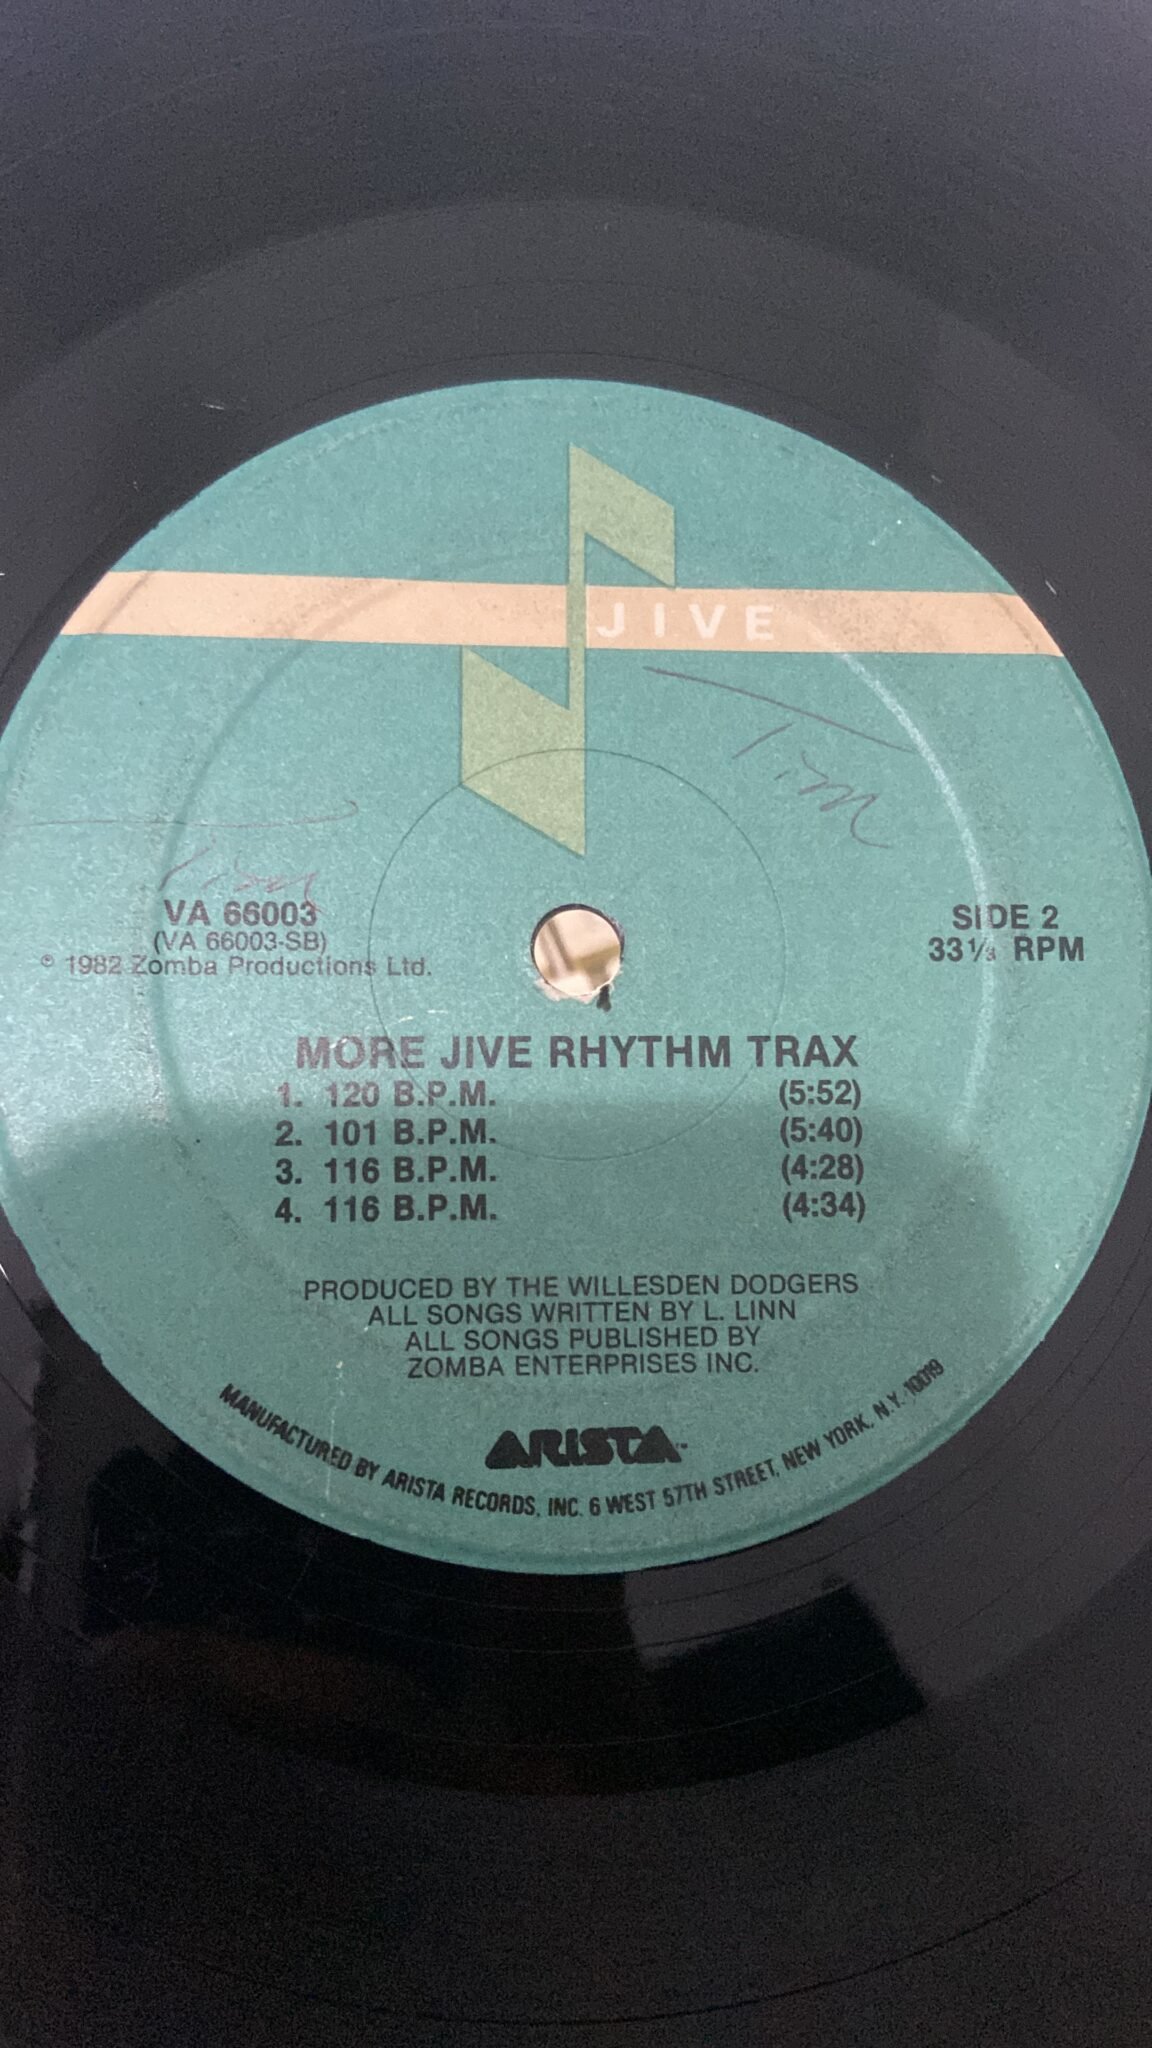 JIVE
Tim
Tim
VA 66003
(VA 66003-SB)
℗ 1982 Zomba Productions Ltd.
SIDE 2
33⅓ RPM
MORE JIVE RHYTHM TRAX
1. 120 B.P.M. (5:52)
2. 101 B.P.M. (5:40)
3. 116 B.P.M. (4:28)
4. 116 B.P.M. (4:34)
PRODUCED BY THE WILLESDEN DODGERS
ALL SONGS WRITTEN BY L. LINN
ALL SONGS PUBLISHED BY
ZOMBA ENTERPRISES INC.
ARISTA™
MANUFACTURED BY ARISTA RECORDS, INC. 6 WEST 57TH STREET, NEW YORK, N.Y. 10019